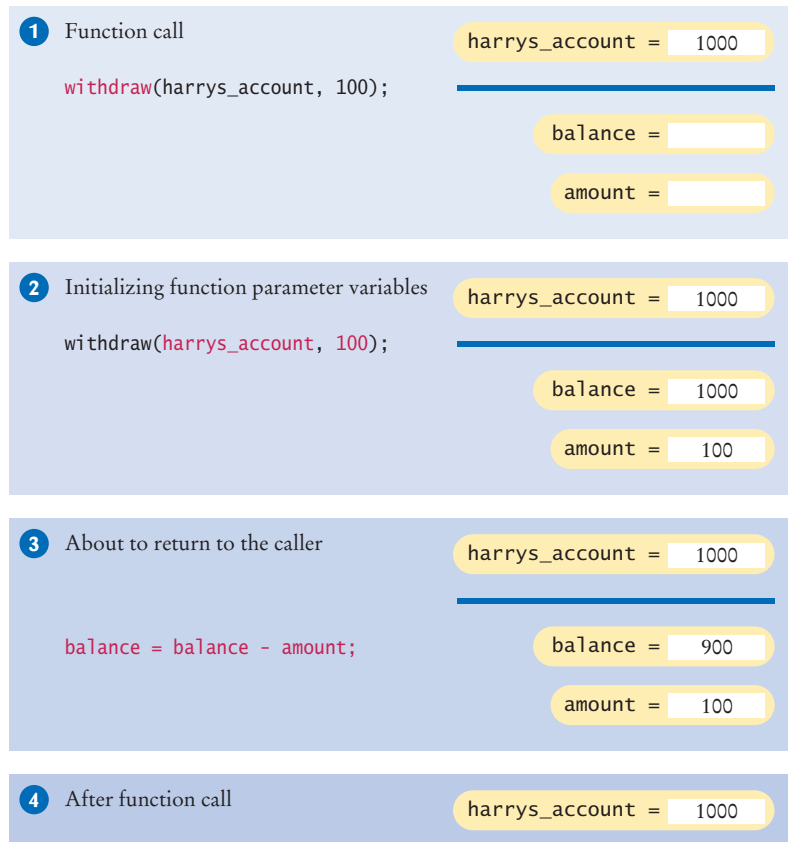 1 Function call
harrys_account = 1000
withdraw(harrys_account, 100);
balance =
amount =
2 Initializing function parameter variables
harrys_account = 1000
withdraw(harrys_account, 100);
balance = 1000
amount = 100
3 About to return to the caller
harrys_account = 1000
balance = balance - amount;
balance = 900
amount = 100
4 After function call
harrys_account = 1000